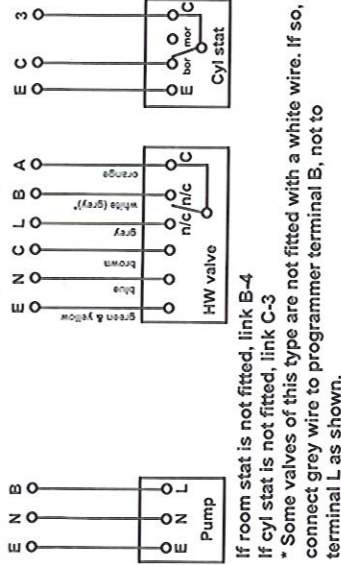 E N B
E N L
Pump
E N C L B A
green & yellow
blue
brown
grey
white (grey)*
orange
n/c n/c C
HW valve
E C 3
E bor mor C
Cyl stat
If room stat is not fitted, link B-4
If cyl stat is not fitted, link C-3
* Some valves of this type are not fitted with a white wire. If so,
connect grey wire to programmer terminal B, not to
terminal L as shown.